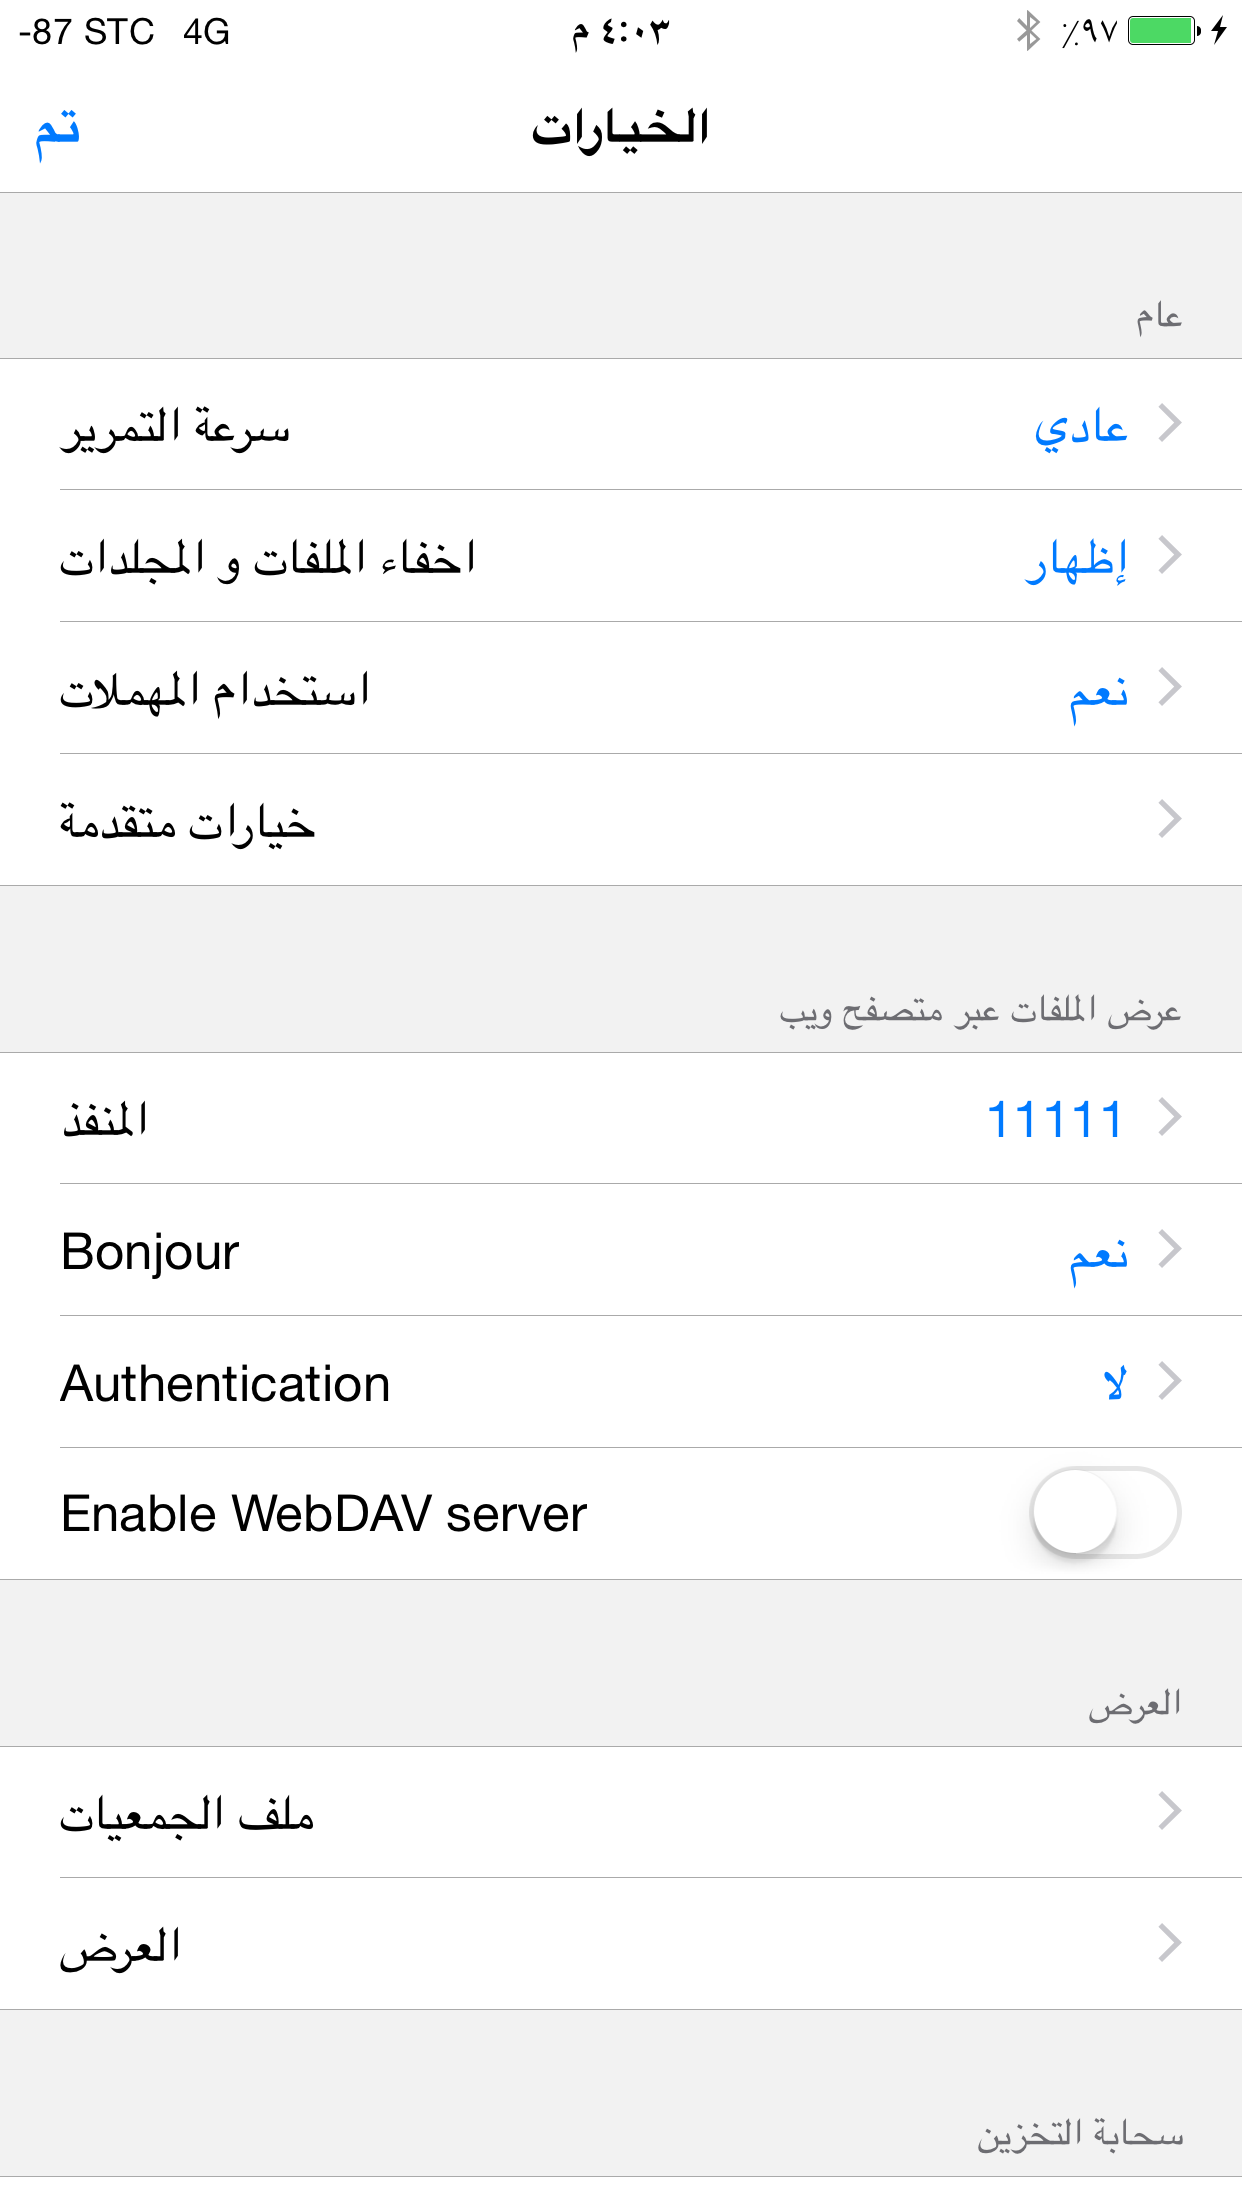 -87 STC 4G ٤:٠٣ م ٪٩٧
تم الخيارات
عام
سرعة التمرير عادي
اخفاء الملفات و المجلدات إظهار
استخدام المهملات نعم
خيارات متقدمة
عرض الملفات عبر متصفح ويب
المنفذ 11111
Bonjour نعم
Authentication لا
Enable WebDAV server
العرض
ملف الجمعيات
العرض
سحابة التخزين